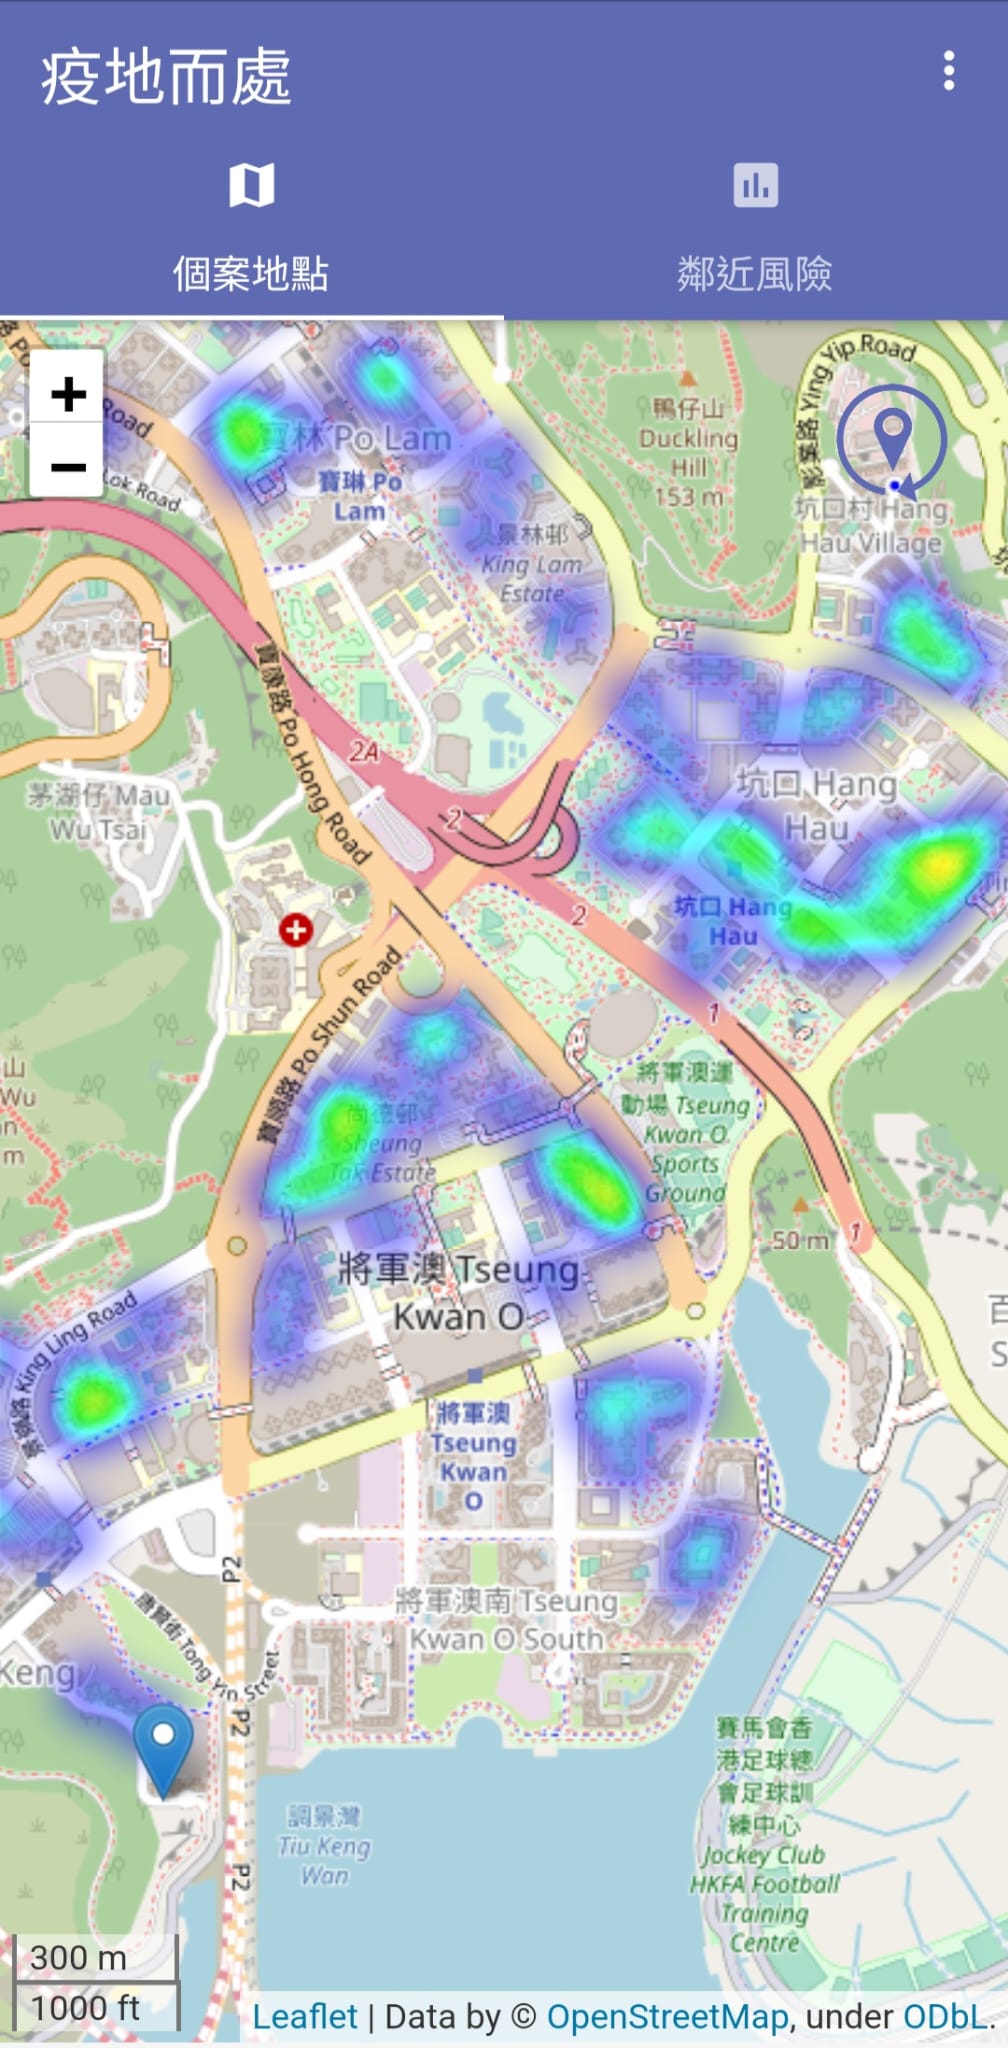 疫地而處
個案地點
鄰近風險
+
−
Road
Lok Road
寶林 Po Lam
寶琳 Po
Lam
景林邨
King Lam
Estate
鴨仔山
Duckling
Hill
153 m
影業路 Ying Yip Road
坑口村 Hang
Hau Village
寶康路 Po Hong Road
2A
2
茅湖仔 Mau
Wu Tsai
坑口 Hang
Hau
坑口 Hang
Hau
2
1
寶順路 Po Shun Road
山
Wu
m
尚德邨
Sheung
Tak Estate
將軍澳運
動場 Tseung
Kwan O
Sports
Ground
50 m
1
將軍澳 Tseung
Kwan O
景嶺路 King Ling Road
將軍澳
Tseung
Kwan
O
P2
將軍澳南 Tseung
Kwan O South
唐賢街 Tong Yin Street
Keng
P2
調景灣
Tiu Keng
Wan
P2
賽馬會香
港足球總
會足球訓
練中心
Jockey Club
HKFA Football
Training
Centre
300 m
1000 ft
Leaflet | Data by © OpenStreetMap, under ODbL.